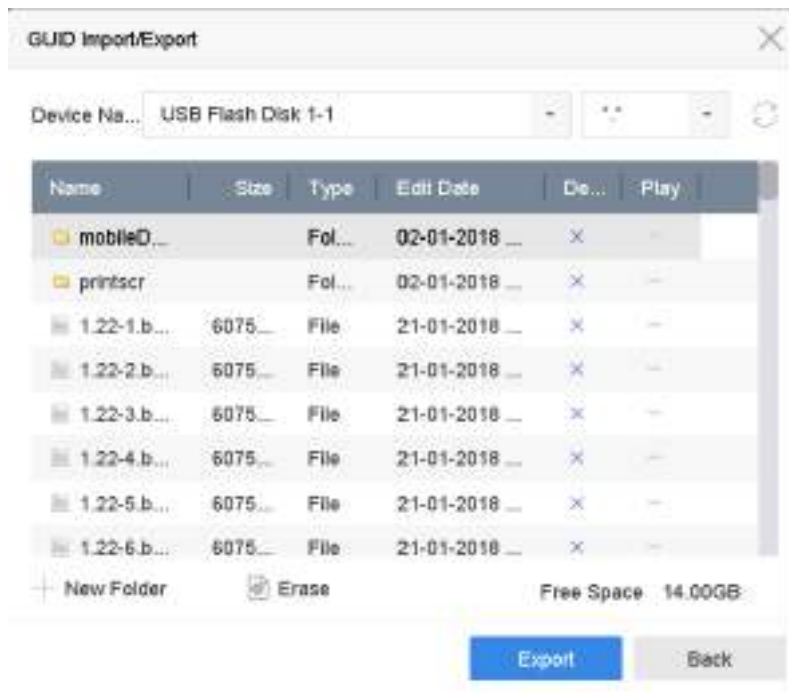 GUID Import/Export
Device Na... USB Flash Disk 1-1 *.*
Name Size Type Edit Date De... Play
mobileD... Fol... 02-01-2018 ...
printscr Fol... 02-01-2018 ...
1.22-1.b... 6075... File 21-01-2018 ...
1.22-2.b... 6075... File 21-01-2018 ...
1.22-3.b... 6075... File 21-01-2018 ...
1.22-4.b... 6075... File 21-01-2018 ...
1.22-5.b... 6075... File 21-01-2018 ...
1.22-6.b... 6075... File 21-01-2018 ...
New Folder Erase Free Space 14.00GB
Export Back